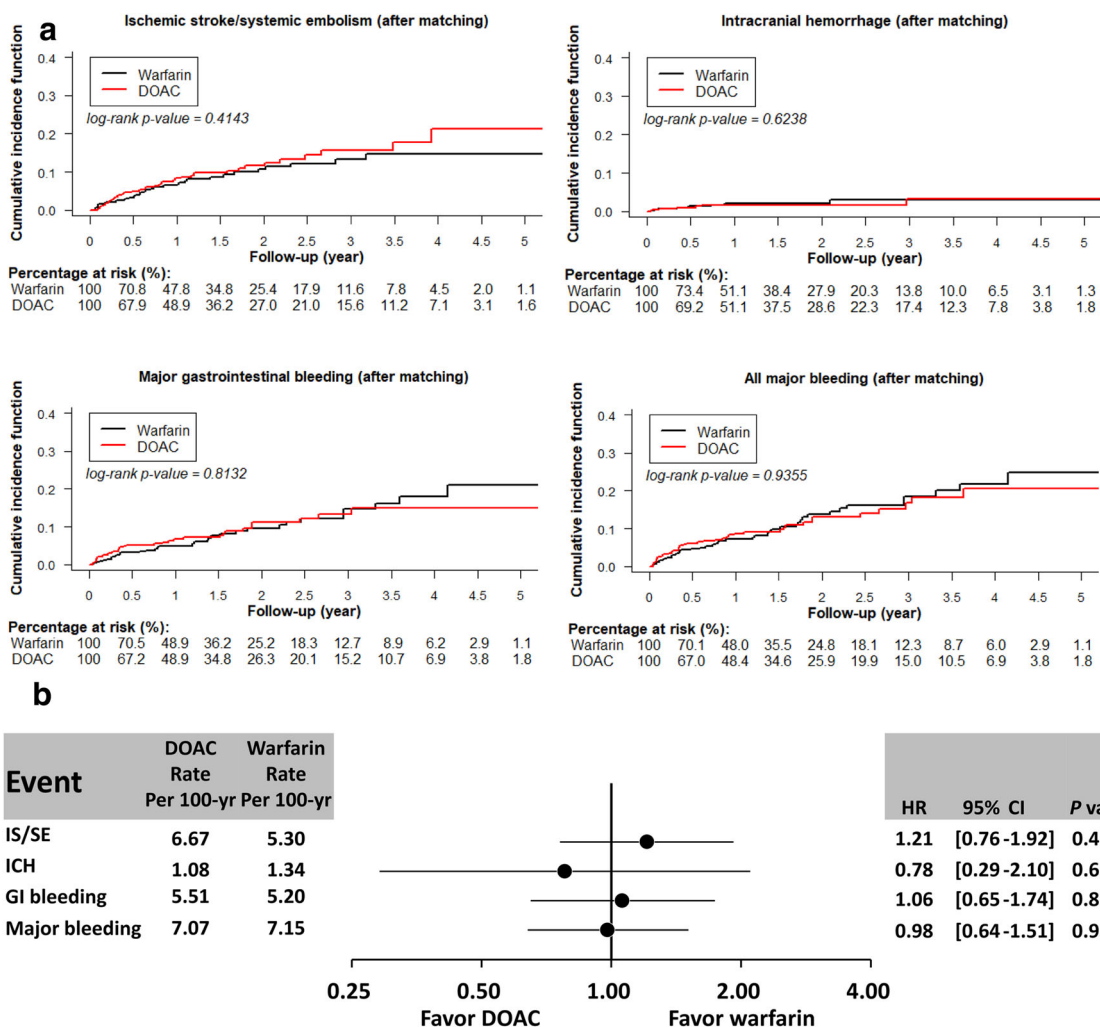 a
Ischemic stroke/systemic embolism (after matching)
Cumulative incidence function
0.4
0.3
0.2
0.1
0.0
Warfarin
DOAC
log-rank p-value = 0.4143
0 0.5 1 1.5 2 2.5 3 3.5 4 4.5 5
Follow-up (year)
Percentage at risk (%):
Warfarin 100 70.8 47.8 34.8 25.4 17.9 11.6 7.8 4.5 2.0 1.1
DOAC 100 67.9 48.9 36.2 27.0 21.0 15.6 11.2 7.1 3.1 1.6
Intracranial hemorrhage (after matching)
Cumulative incidence function
0.4
0.3
0.2
0.1
0.0
Warfarin
DOAC
log-rank p-value = 0.6238
0 0.5 1 1.5 2 2.5 3 3.5 4 4.5 5
Follow-up (year)
Percentage at risk (%):
Warfarin 100 73.4 51.1 38.4 27.9 20.3 13.8 10.0 6.5 3.1 1.3
DOAC 100 69.2 51.1 37.5 28.6 22.3 17.4 12.3 7.8 3.8 1.8
Major gastrointestinal bleeding (after matching)
Cumulative incidence function
0.4
0.3
0.2
0.1
0.0
Warfarin
DOAC
log-rank p-value = 0.8132
0 0.5 1 1.5 2 2.5 3 3.5 4 4.5 5
Follow-up (year)
Percentage at risk (%):
Warfarin 100 70.5 48.9 36.2 25.2 18.3 12.7 8.9 6.2 2.9 1.1
DOAC 100 67.2 48.9 34.8 26.3 20.1 15.2 10.7 6.9 3.8 1.8
All major bleeding (after matching)
Cumulative incidence function
0.4
0.3
0.2
0.1
0.0
Warfarin
DOAC
log-rank p-value = 0.9355
0 0.5 1 1.5 2 2.5 3 3.5 4 4.5 5
Follow-up (year)
Percentage at risk (%):
Warfarin 100 70.1 48.0 35.5 24.8 18.1 12.3 8.7 6.0 2.9 1.1
DOAC 100 67.0 48.4 34.6 25.9 19.9 15.0 10.5 6.9 3.8 1.8
b
DOAC Warfarin
Rate Rate
Event Per 100-yr Per 100-yr HR 95% CI P va
IS/SE 6.67 5.30 1.21 [0.76 -1.92] 0.4
ICH 1.08 1.34 0.78 [0.29 -2.10] 0.6
GI bleeding 5.51 5.20 1.06 [0.65 -1.74] 0.8
Major bleeding 7.07 7.15 0.98 [0.64 -1.51] 0.9
0.25 0.50 1.00 2.00 4.00
Favor DOAC Favor warfarin